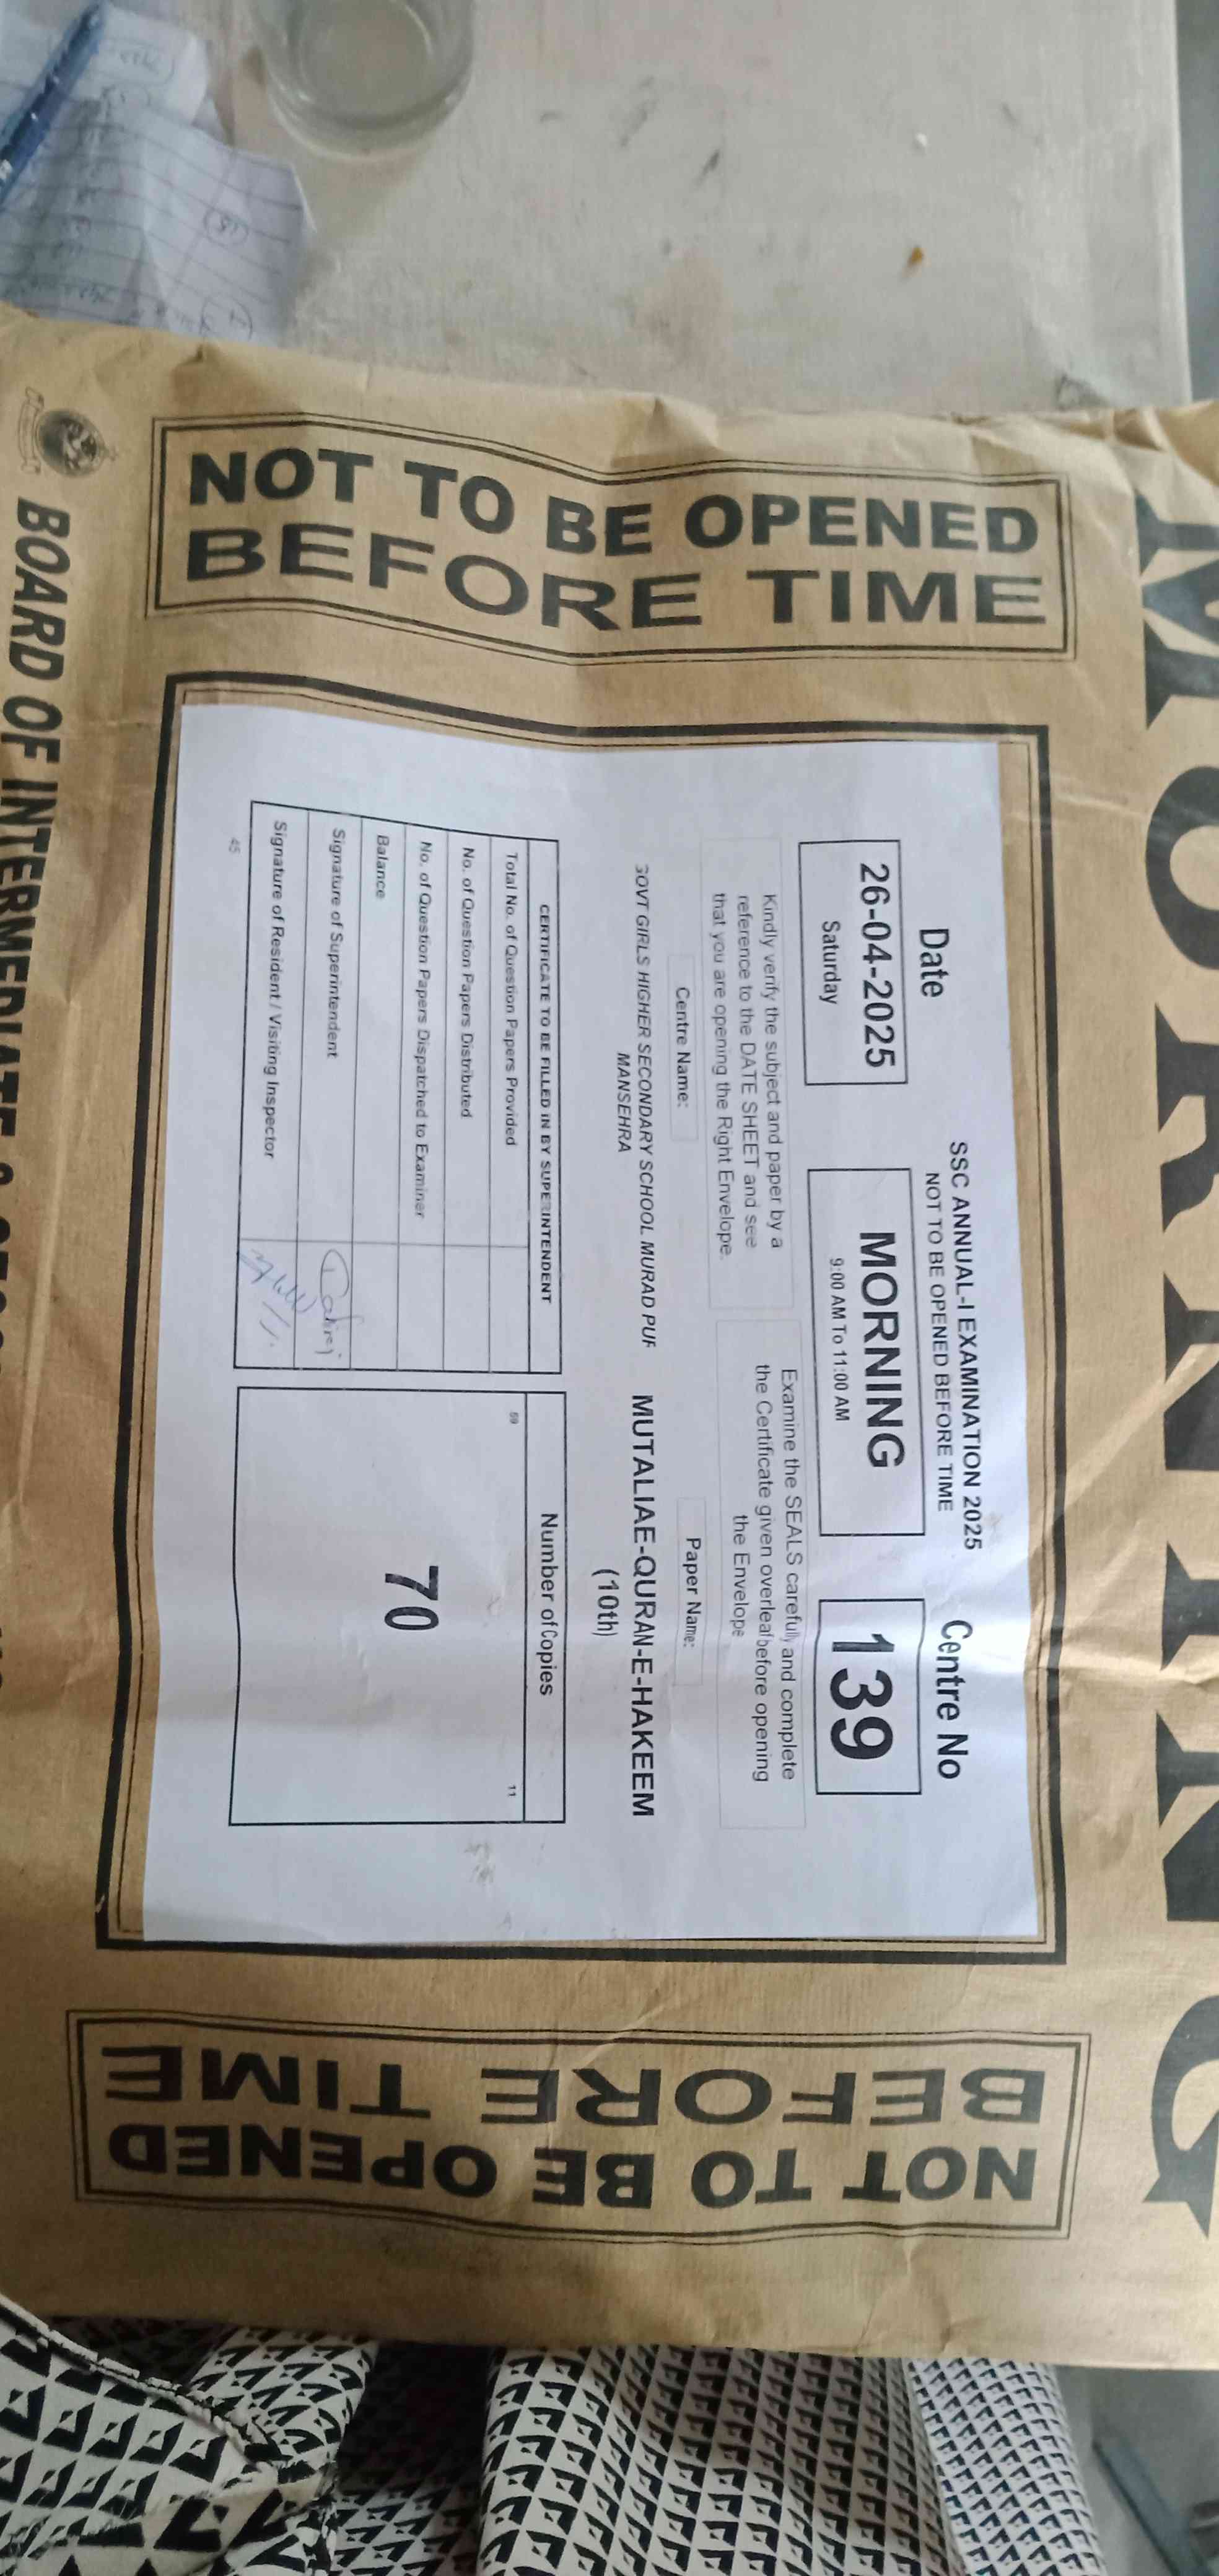 MORNING
NOT TO BE OPENED
BEFORE TIME
SSC ANNUAL-I EXAMINATION 2025
NOT TO BE OPENED BEFORE TIME
Date
26-04-2025
Saturday
MORNING
9:00 AM To 11:00 AM
Centre No
139
Kindly verify the subject and paper by a
reference to the DATE SHEET and see
that you are opening the Right Envelope.
Examine the SEALS carefully and complete
the Certificate given overleaf before opening
the Envelope
Centre Name:
GOVT GIRLS HIGHER SECONDARY SCHOOL MURAD PUF
MANSEHRA
Paper Name:
MUTALIAE-QURAN-E-HAKEEM
(10th)
CERTIFICATE TO BE FILLED IN BY SUPERINTENDENT
Total No. of Question Papers Provided
No. of Question Papers Distributed
No. of Question Papers Dispatched to Examiner
Balance
Signature of Superintendent
Signature of Resident / Visiting Inspector
45
Number of Copies
69
11
70
NOT TO BE OPENED
BEFORE TIME
BOARD OF INTERMEDIATE &